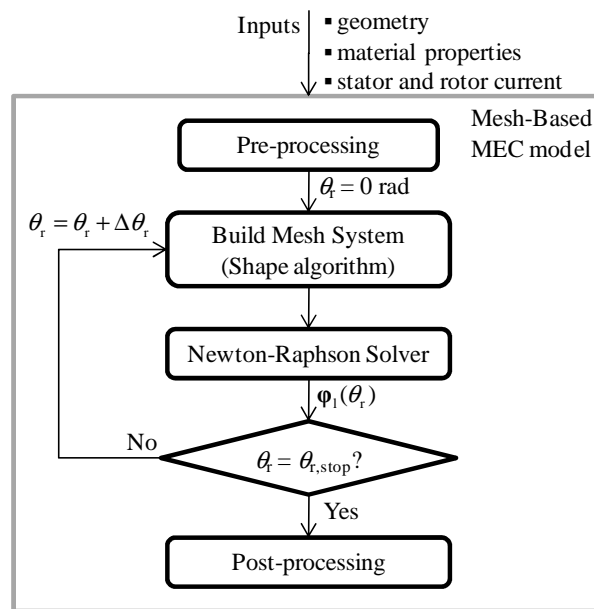 Inputs
▪ geometry
▪ material properties
▪ stator and rotor current
Mesh-Based
MEC model
Pre-processing
θr = 0 rad
θr = θr + Δθr
Build Mesh System
(Shape algorithm)
Newton-Raphson Solver
φl(θr)
No
θr = θr,stop?
Yes
Post-processing